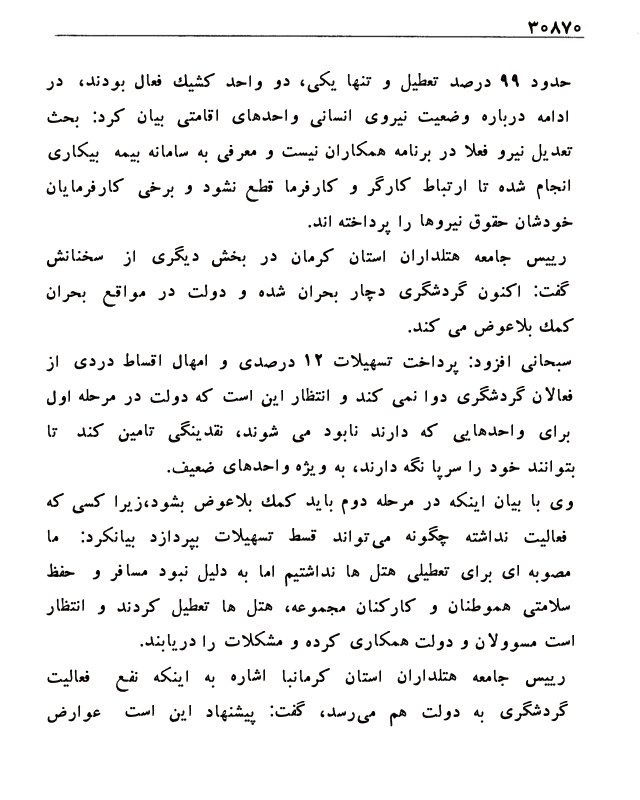 ۳۰۸۷۰
حدود ۹۹ درصد تعطیل و تنها یکی، دو واحد کشیك فعال بودند، در
ادامه درباره وضعیت نیروی انسانی واحدهای اقامتی بیان کرد: بحث
تعدیل نیرو فعلا در برنامه همکاران نیست و معرفی به سامانه بیمه بیکاری
انجام شده تا ارتباط کارگر و کارفرما قطع نشود و برخی کارفرمایان
خودشان حقوق نیروها را پرداخته اند.
رییس جامعه هتلداران استان کرمان در بخش دیگری از سخنانش
گفت: اکنون گردشگری دچار بحران شده و دولت در مواقع بحران
کمك بلاعوض می کند.
سبحانی افزود: پرداخت تسهیلات ۱۲ درصدی و امهال اقساط دردی از
فعالان گردشگری دوا نمی کند و انتظار این است که دولت در مرحله اول
برای واحدهایی که دارند نابود می شوند، نقدینگی تامین کند تا
بتوانند خود را سرپا نگه دارند، به ویژه واحدهای ضعیف.
وی با بیان اینکه در مرحله دوم باید کمك بلاعوض بشود،زیرا کسی که
فعالیت نداشته چگونه می‌تواند قسط تسهیلات بپردازد بیانکرد: ما
مصوبه ای برای تعطیلی هتل ها نداشتیم اما به دلیل نبود مسافر و حفظ
سلامتی هموطنان و کارکنان مجموعه، هتل ها تعطیل کردند و انتظار
است مسوولان و دولت همکاری کرده و مشکلات را دریابند.
رییس جامعه هتلداران استان کرمانبا اشاره به اینکه نفع فعالیت
گردشگری به دولت هم می‌رسد، گفت: پیشنهاد این است عوارض